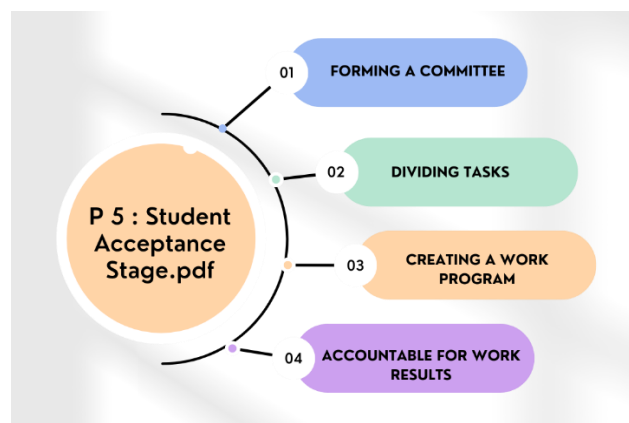 01
FORMING A COMMITTEE
02
DIVIDING TASKS
P 5 : Student
Acceptance
Stage.pdf
03
CREATING A WORK
PROGRAM
04
ACCOUNTABLE FOR WORK
RESULTS